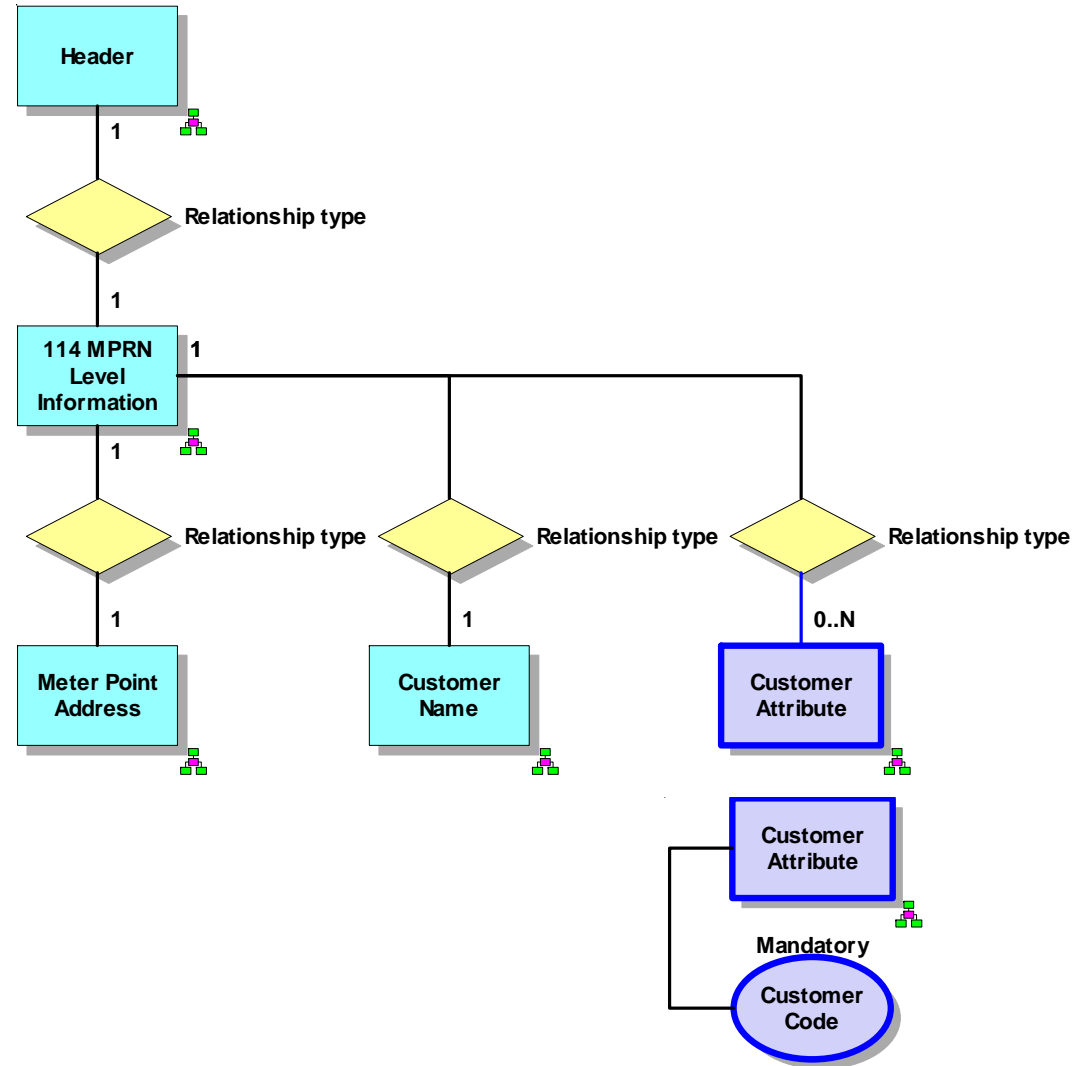 Header
1
Relationship type
1
114 MPRN
Level
Information
1
1
Relationship type
Relationship type
Relationship type
1
1
0..N
Meter Point
Address
Customer
Name
Customer
Attribute
Customer
Attribute
Mandatory
Customer
Code